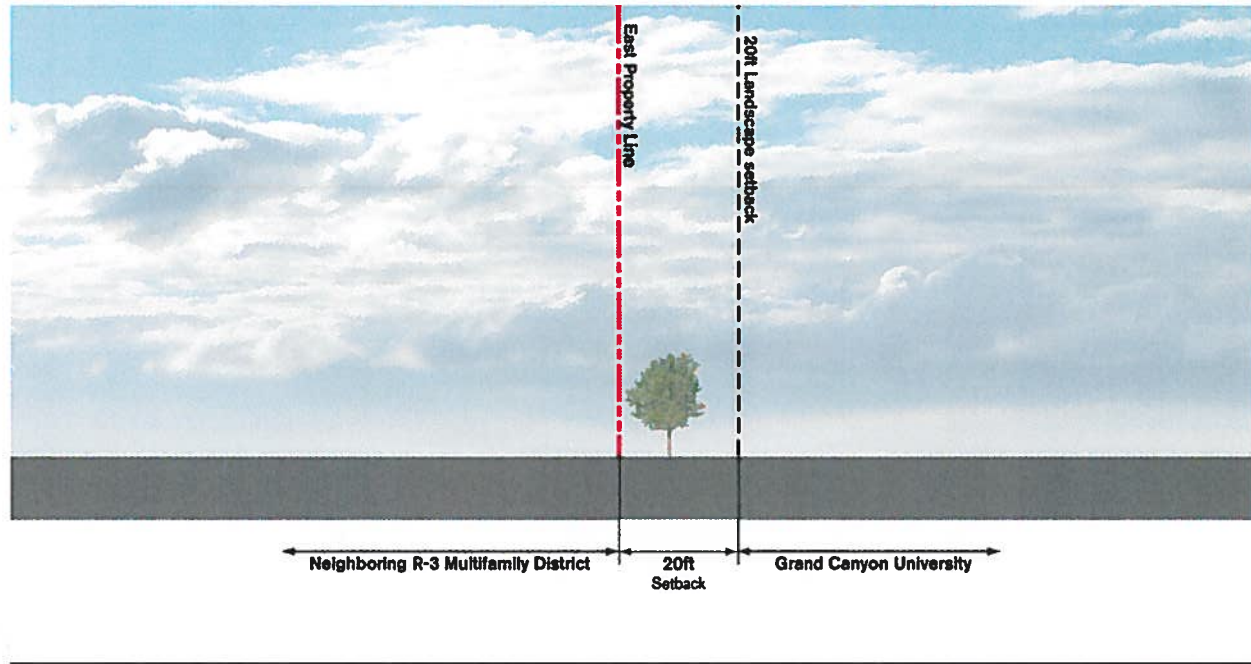 East Property Line
20ft Landscape setback
Neighboring R-3 Multifamily District
20ft
Setback
Grand Canyon University